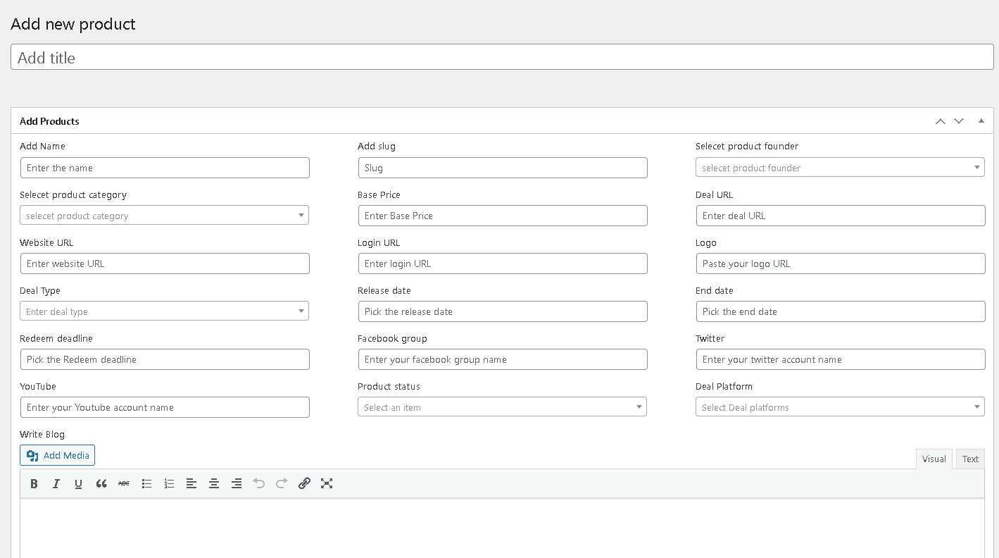 Add new product
Add title
Add Products
Add Name Add slug Selecet product founder
Enter the name Slug selecet product founder
Selecet product category Base Price Deal URL
selecet product category Enter Base Price Enter deal URL
Website URL Login URL Logo
Enter website URL Enter login URL Paste your logo URL
Deal Type Release date End date
Enter deal type Pick the release date Pick the end date
Redeem deadline Facebook group Twitter
Pick the Redeem deadline Enter your facebook group name Enter your twitter account name
YouTube Product status Deal Platform
Enter your Youtube account name Select an item Select Deal platforms
Write Blog
Add Media Visual Text
B I U ABC